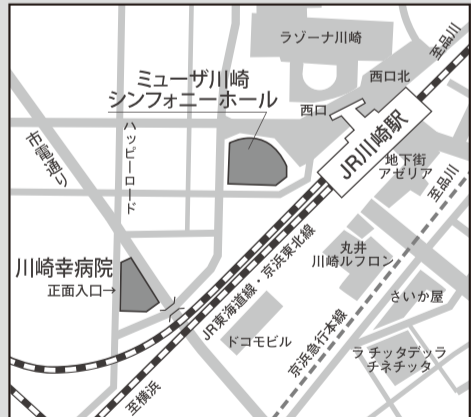 ラゾーナ川崎
至品川
ミューザ川崎
シンフォニーホール
西口北
西口
JR川崎駅
市電通り
ハッピーロード
地下街
アゼリア
至品川
川崎幸病院
正面入口→
JR東海道線・京浜東北線
丸井
川崎ルフロン
さいか屋
ドコモビル
京浜急行本線
ラ チッタデッラ
チネチッタ
至横浜